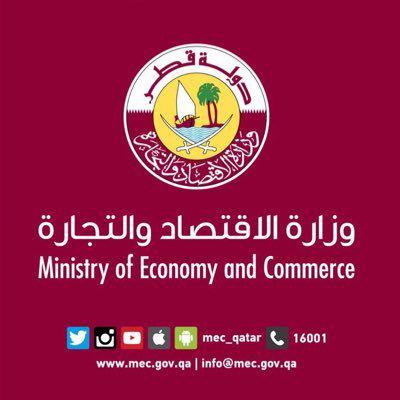 دولة قطر
وزارة الاقتصاد والتجارة
وزارة الاقتصاد والتجارة
Ministry of Economy and Commerce
mec_qatar 16001
www.mec.gov.qa | info@mec.gov.qa